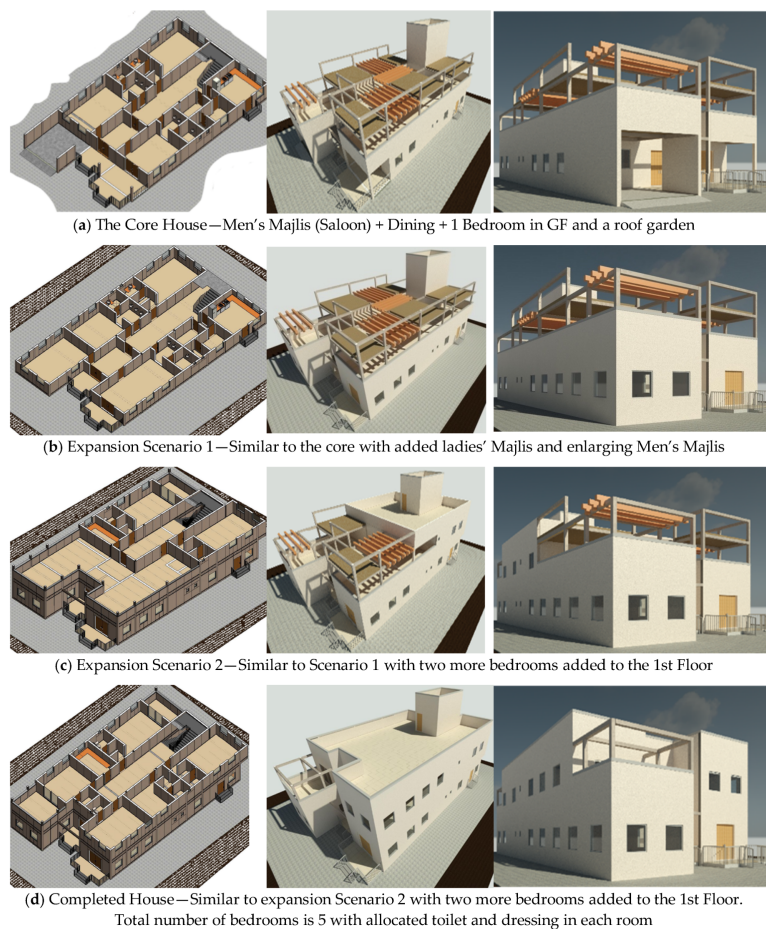 (a) The Core House—Men’s Majlis (Saloon) + Dining + 1 Bedroom in GF and a roof garden
(b) Expansion Scenario 1—Similar to the core with added ladies’ Majlis and enlarging Men’s Majlis
(c) Expansion Scenario 2—Similar to Scenario 1 with two more bedrooms added to the 1st Floor
(d) Completed House—Similar to expansion Scenario 2 with two more bedrooms added to the 1st Floor.
Total number of bedrooms is 5 with allocated toilet and dressing in each room